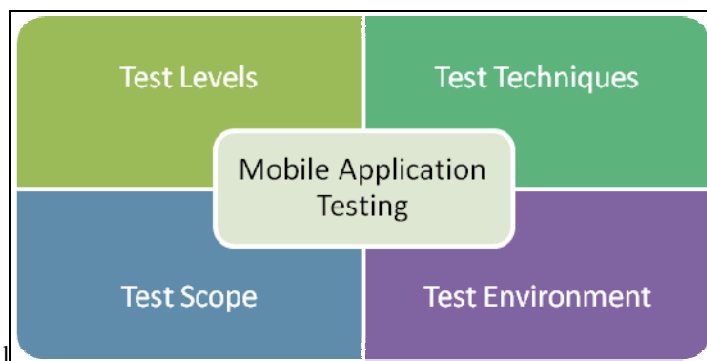 Test Levels
Test Techniques
Mobile Application
Testing
Test Scope
Test Environment